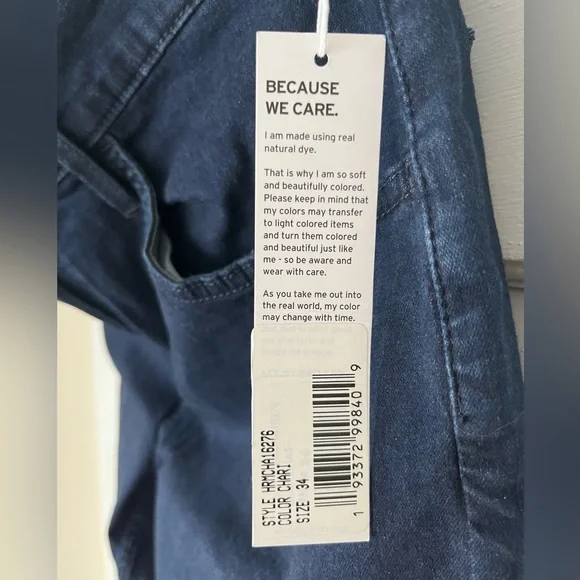 BECAUSE
WE CARE.
I am made using real
natural dye.
That is why I am so soft
and beautifully colored.
Please keep in mind that
my colors may transfer
to light colored items
and turn them colored
and beautiful just like
me - so be aware and
wear with care.
As you take me out into
the real world, my color
may change with time.
STYLE HRMCHA16276
COLOR CHARI
SIZE 34
1 93372 99840 9